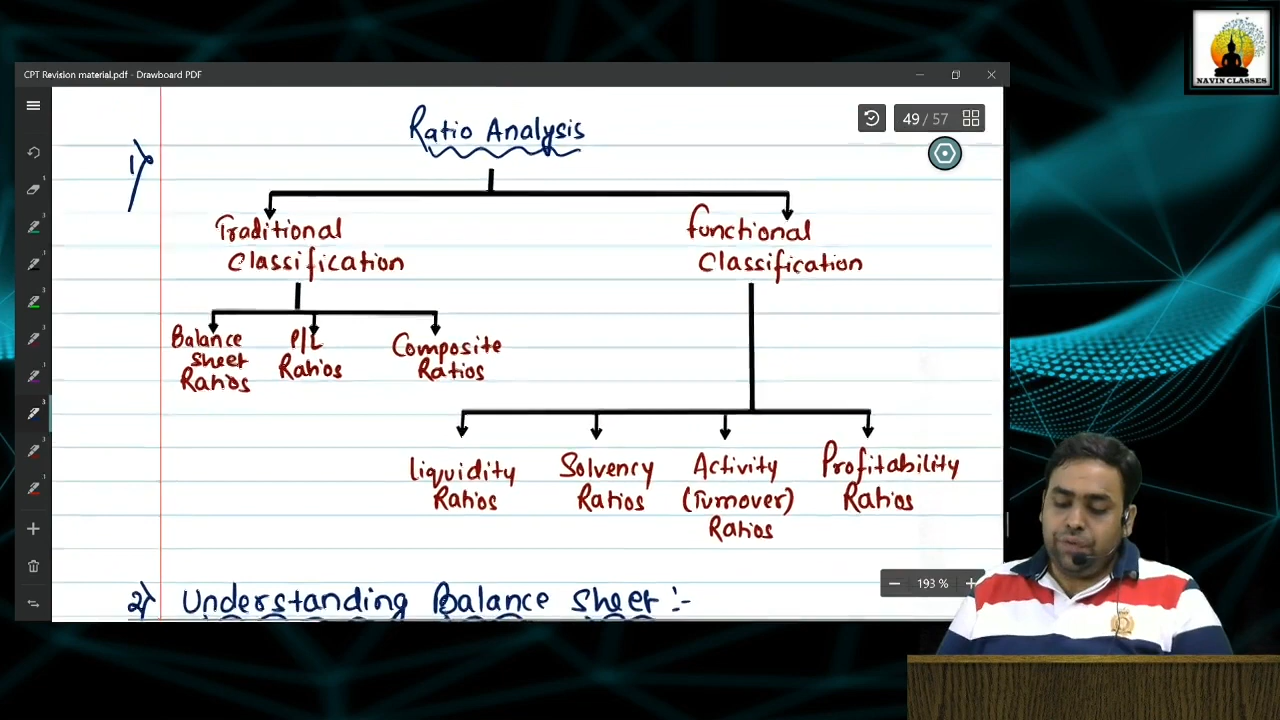 NAVIN CLASSES
CPT Revision material.pdf - Drawboard PDF
49 / 57
Ratio Analysis
1)
Traditional
Classification
Functional
Classification
Balance
Sheet
Ratios
P/L
Ratios
Composite
Ratios
Liquidity
Ratios
Solvency
Ratios
Activity
(Turnover)
Ratios
Profitability
Ratios
193 %
2) Understanding Balance Sheet :-